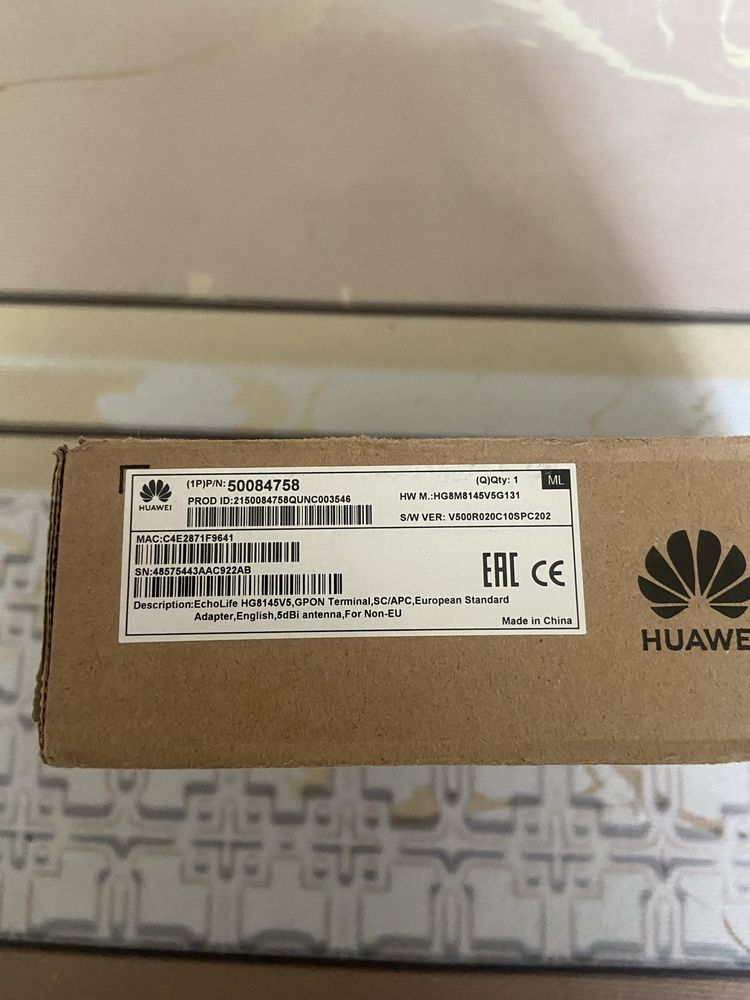 HUAWEI
(1P)P/N: 50084758
(Q)Qty: 1
ML
PROD ID:2150084758QUNC003546
HW M.:HG8M8145V5G131
S/W VER: V500R020C10SPC202
MAC:C4E2871F9641
SN:48575443AAC922AB
EAC CE
Description:EchoLife HG8145V5,GPON Terminal,SC/APC,European Standard
Adapter,English,5dBi antenna,For Non-EU
Made in China
HUAWE